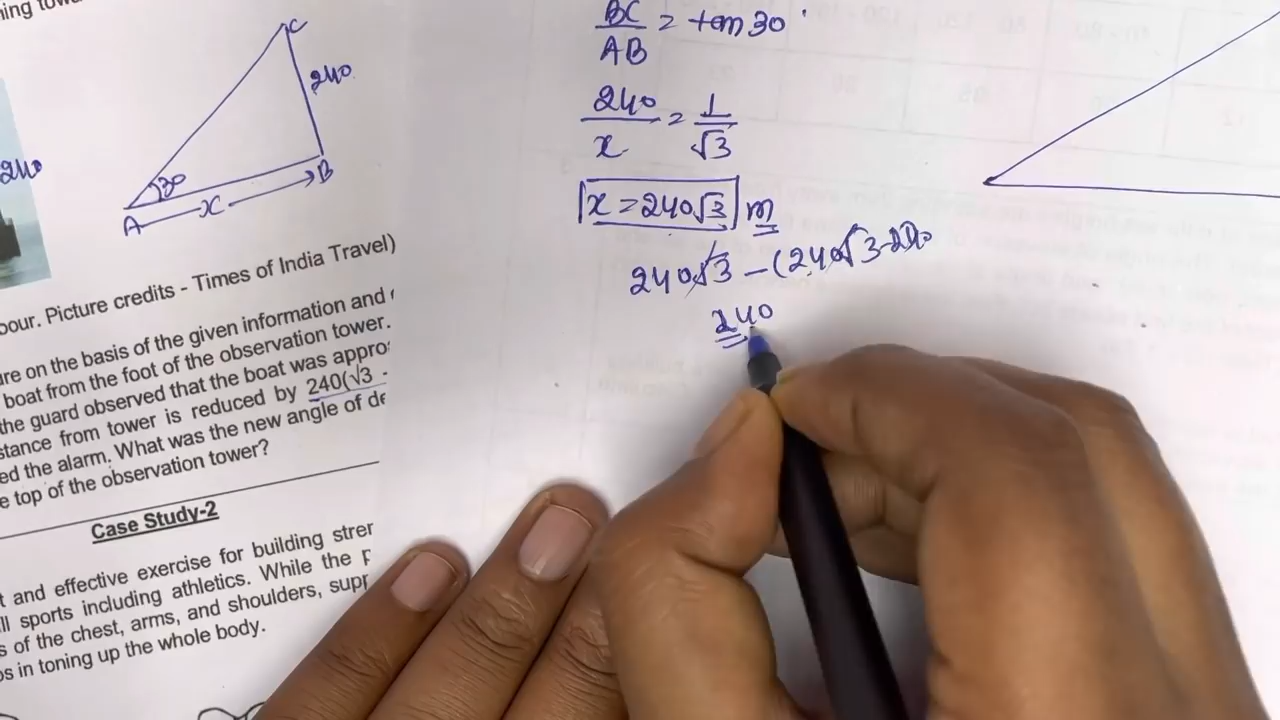 C
240
240
30
A
x
B
BC/AB = tan 30°
240/x = 1/√3
x = 240√3 m
240√3 - (240√3 - 240
240
bour. Picture credits - Times of India Travel)
are on the basis of the given information and
boat from the foot of the observation tower.
the guard observed that the boat was appro
stance from tower is reduced by 240(√3 -
ed the alarm. What was the new angle of de
e top of the observation tower?
Case Study-2
t and effective exercise for building stren
ll sports including athletics. While the p
s of the chest, arms, and shoulders, supp
ps in toning up the whole body.